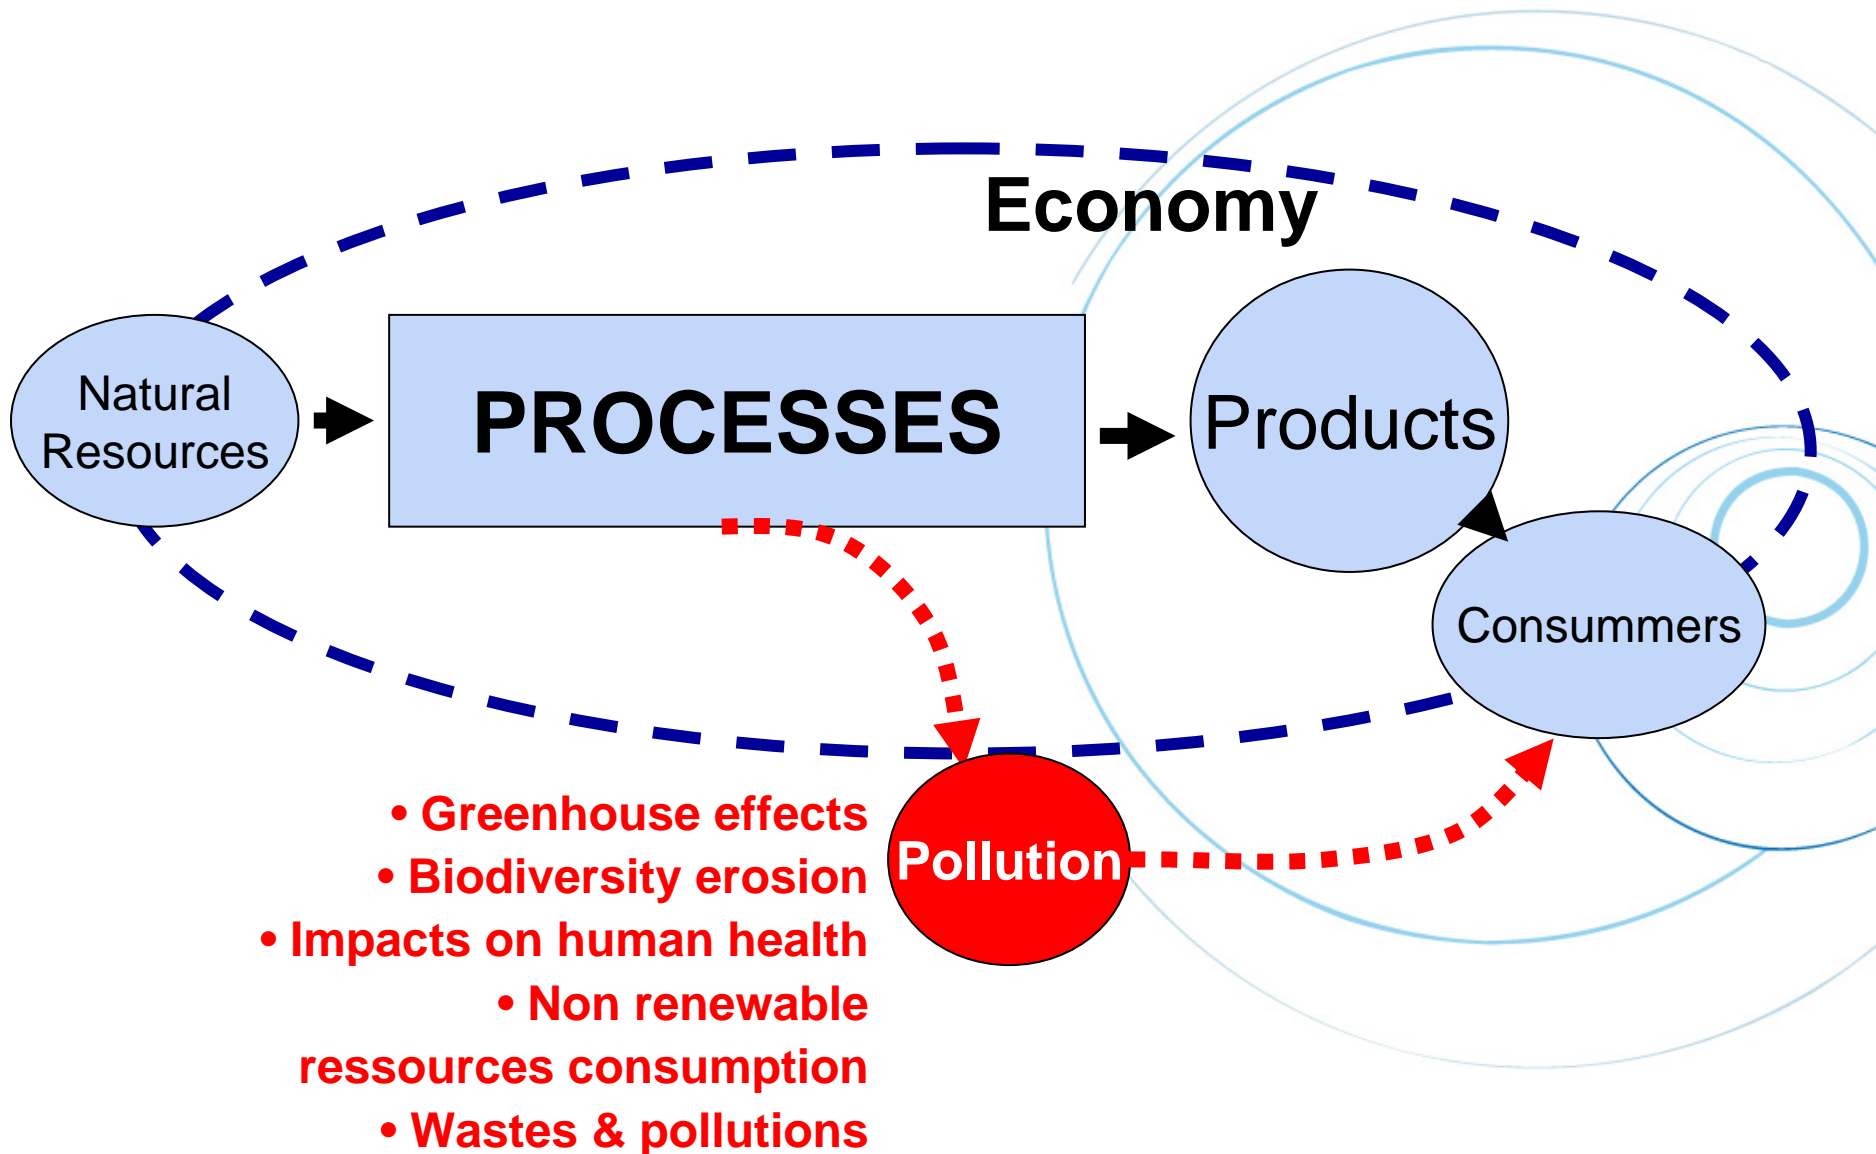 Economy
Natural
Resources
PROCESSES
Products
Consummers
Pollution
• Greenhouse effects
• Biodiversity erosion
• Impacts on human health
• Non renewable
ressources consumption
• Wastes & pollutions